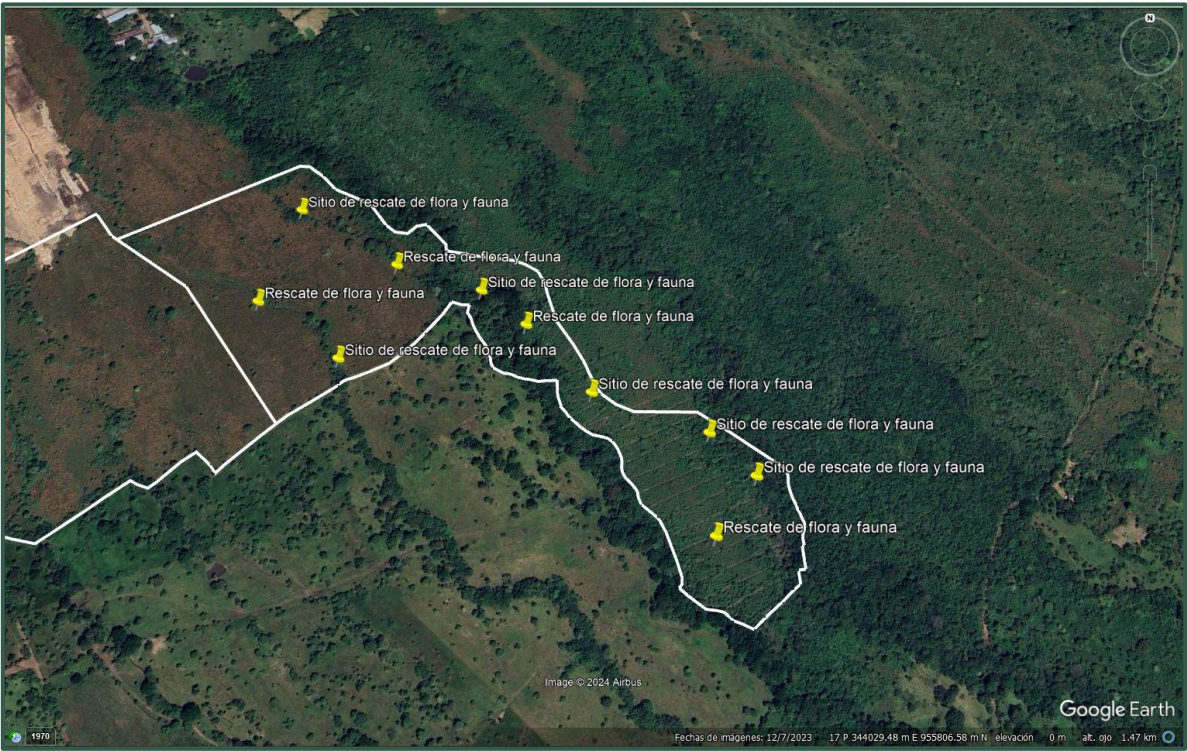 N
Sitio de rescate de flora y fauna
Rescate de flora y fauna
Sitio de rescate de flora y fauna
Rescate de flora y fauna
Rescate de flora y fauna
Sitio de rescate de flora y fauna
Sitio de rescate de flora y fauna
Sitio de rescate de flora y fauna
Sitio de rescate de flora y fauna
Rescate de flora y fauna
Image © 2024 Airbus
Google Earth
1970
Fechas de imágenes: 12/7/2023 17 P 344029.48 m E 955806.58 m N elevación 0 m alt. ojo 1.47 km